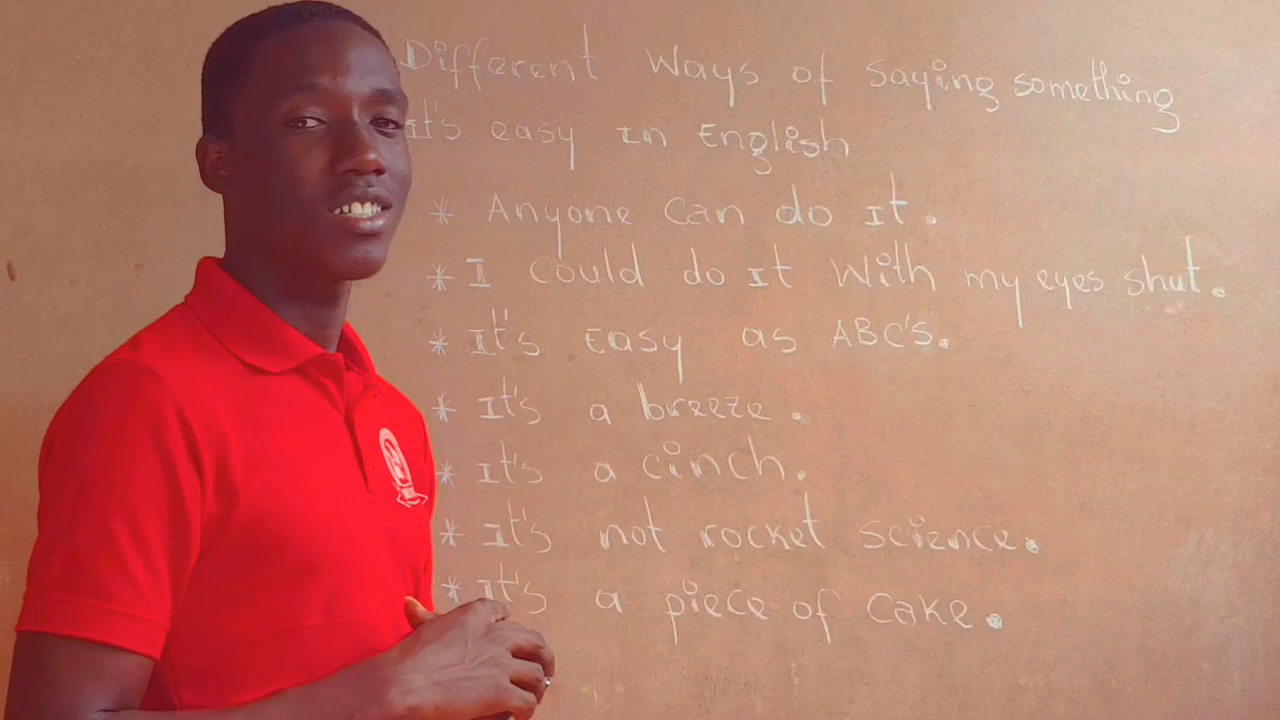 Different Ways of Saying something
It's easy in English
* Anyone can do it.
* I could do it With my eyes shut.
* It's Easy as ABC's.
* It's a breeze.
* It's a cinch.
* It's not rocket science.
* It's a piece of cake.